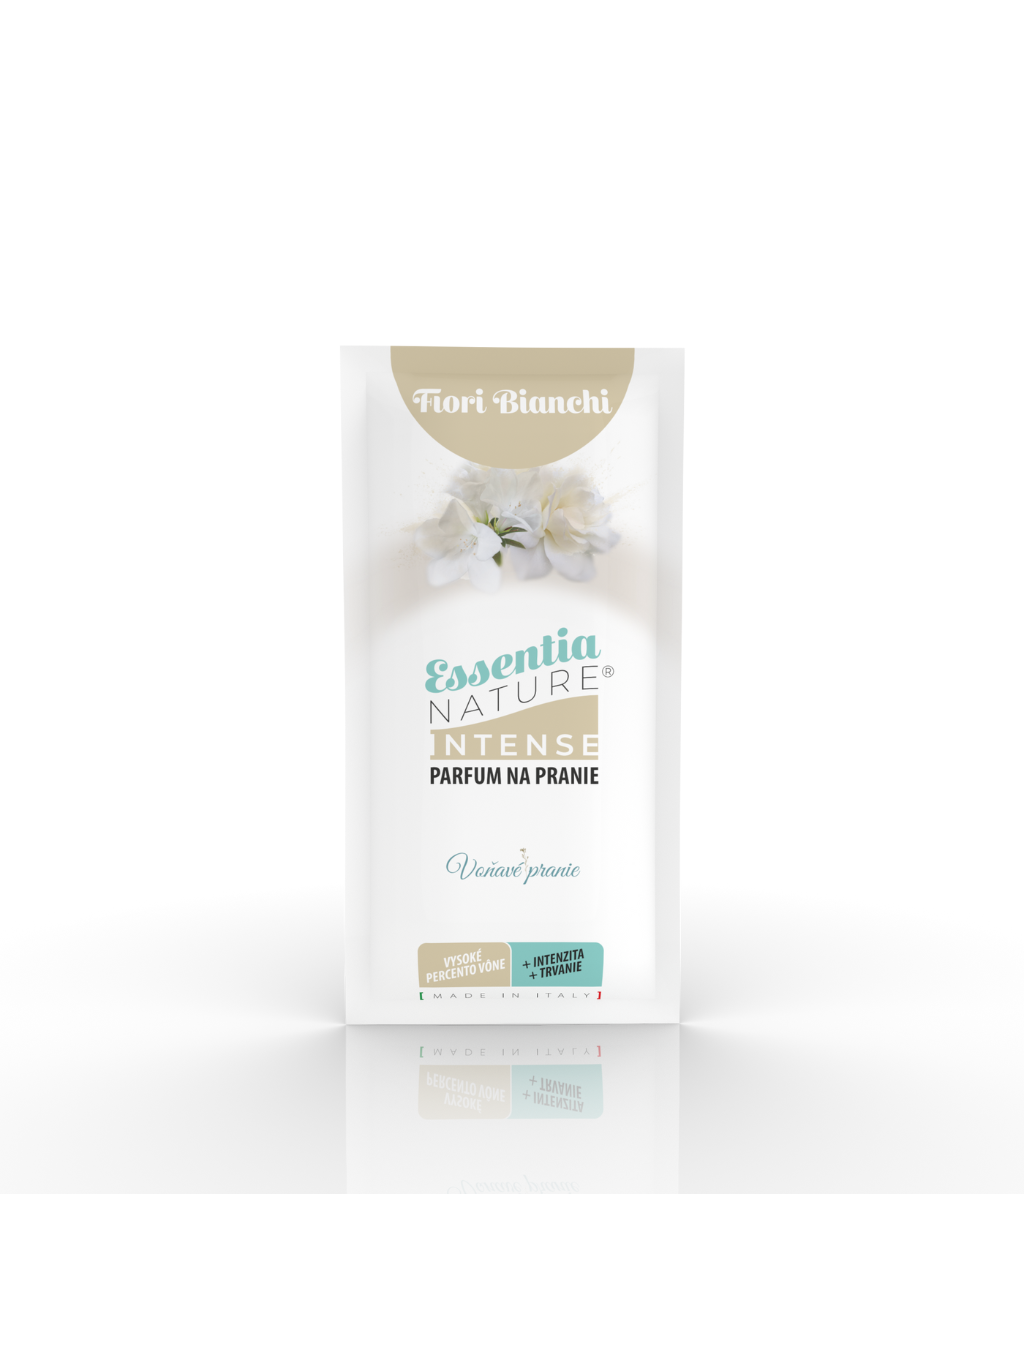 Fiori Bianchi
Essentia
NATURE®
INTENSE
PARFUM NA PRANIE
Voňavé pranie
VYSOKÉ
PERCENTO VÔNE
+ INTENZITA
+ TRVANIE
[ MADE IN ITALY ]